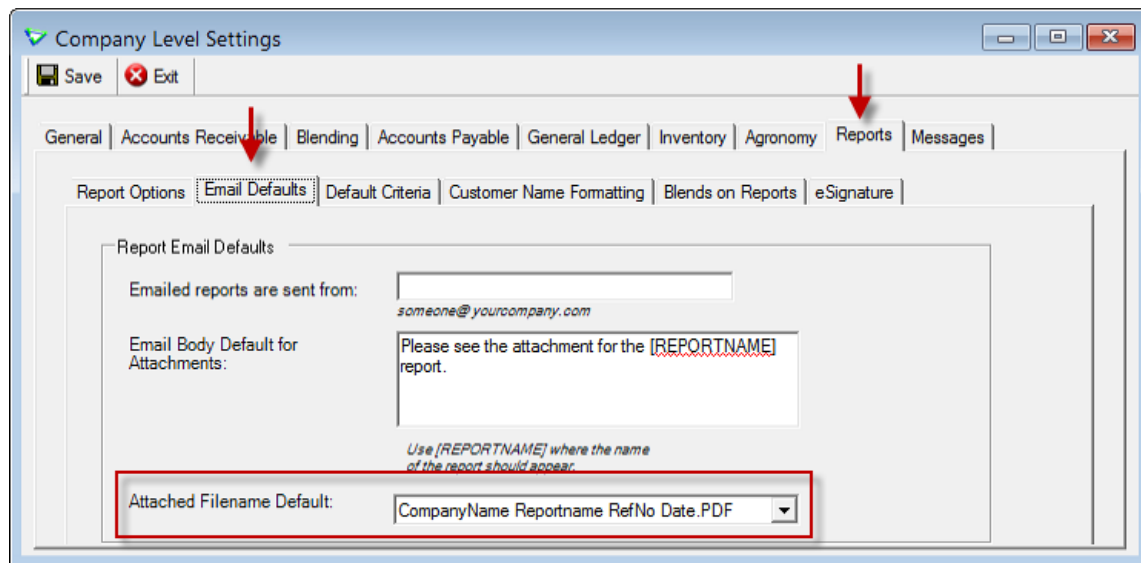 Company Level Settings
Save Exit
General Accounts Receivable Blending Accounts Payable General Ledger Inventory Agronomy Reports Messages
Report Options Email Defaults Default Criteria Customer Name Formatting Blends on Reports eSignature
Report Email Defaults
Emailed reports are sent from:
someone@yourcompany.com
Email Body Default for
Attachments:
Please see the attachment for the [REPORTNAME]
report.
Use [REPORTNAME] where the name
of the report should appear.
Attached Filename Default:
CompanyName Reportname RefNo Date.PDF